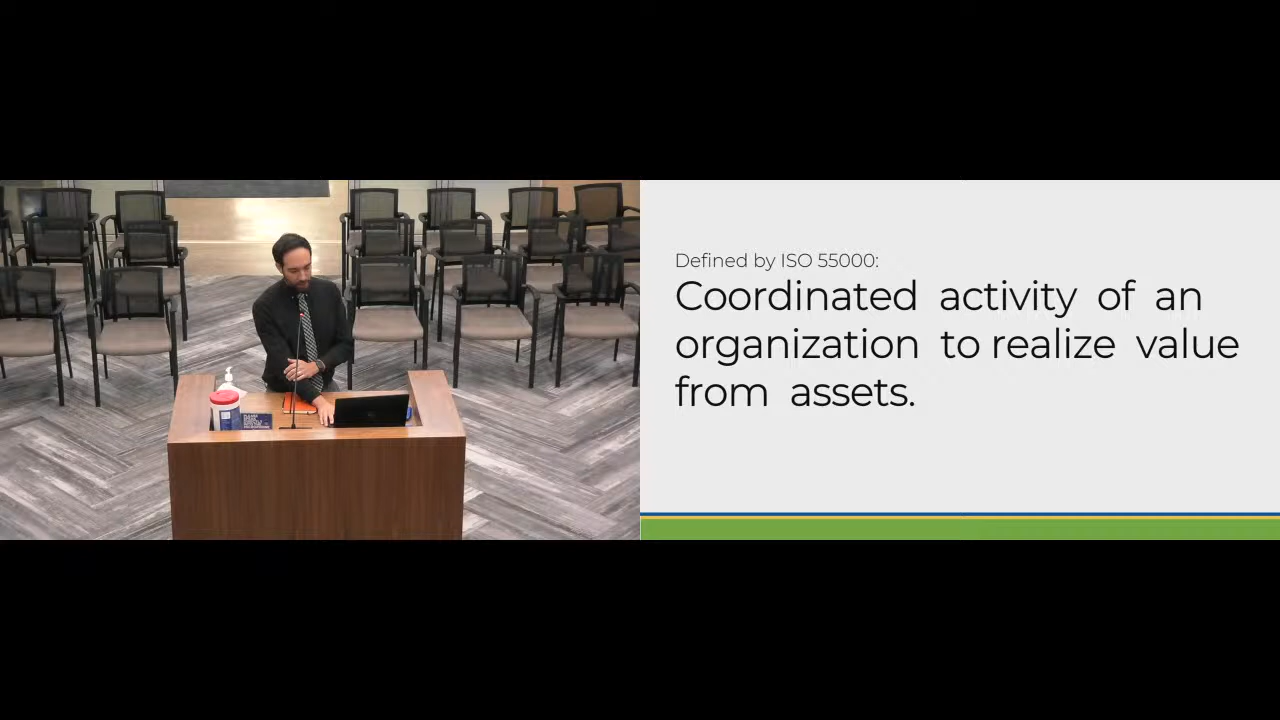 Defined by ISO 55000:
Coordinated activity of an
organization to realize value
from assets.